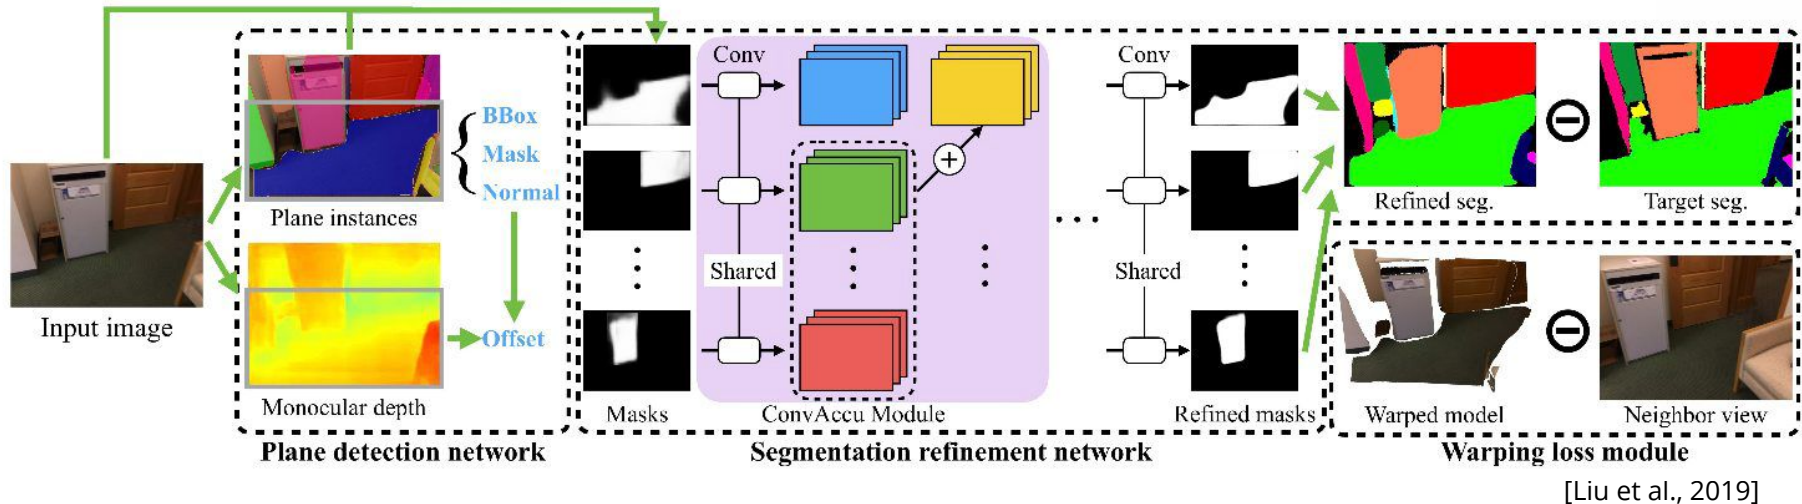 Input image
Plane instances
BBox
Mask
Normal
Offset
Monocular depth
Plane detection network
Masks
Conv
Shared
ConvAccu Module
+
Conv
Shared
Refined masks
Segmentation refinement network
Refined seg.
Target seg.
Warped model
Neighbor view
Warping loss module
[Liu et al., 2019]